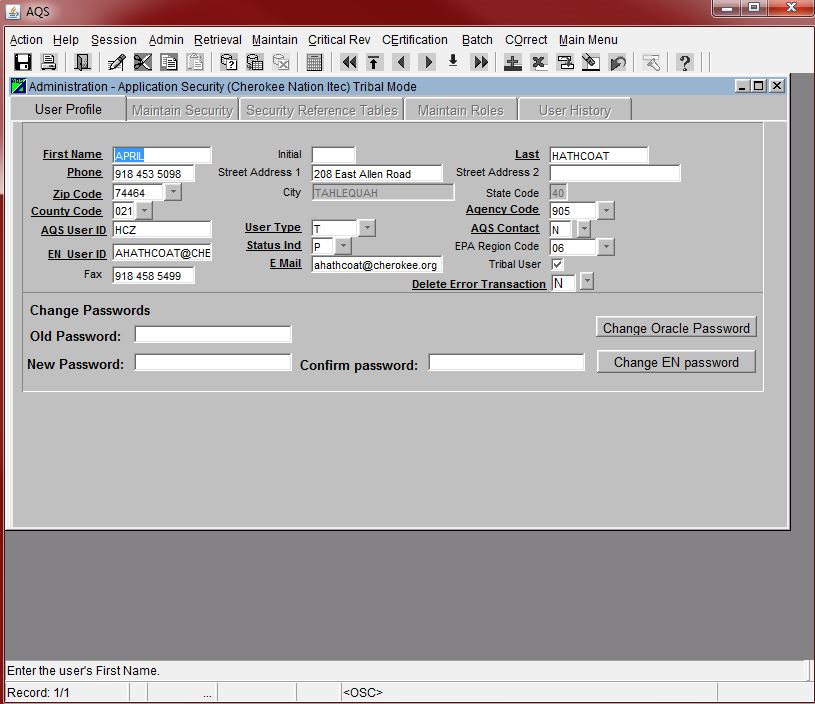 AQS
Action Help Session Admin Retrieval Maintain Critical Rev CErtification Batch COrrect Main Menu
Administration - Application Security (Cherokee Nation Itec) Tribal Mode
User Profile Maintain Security Security Reference Tables Maintain Roles User History
First Name APRIL Initial Last HATHCOAT
Phone 918 453 5098 Street Address 1 208 East Allen Road Street Address 2
Zip Code 74464 City TAHLEQUAH State Code 40
County Code 021 Agency Code 905
AQS User ID HCZ User Type T AQS Contact N
EN User ID AHATHCOAT@CHE Status Ind P EPA Region Code 06
Fax 918 458 5499 E Mail ahathcoat@cherokee.org Tribal User
Delete Error Transaction N
Change Passwords
Old Password: Change Oracle Password
New Password: Confirm password: Change EN password
Enter the user's First Name.
Record: 1/1 ... <OSC>